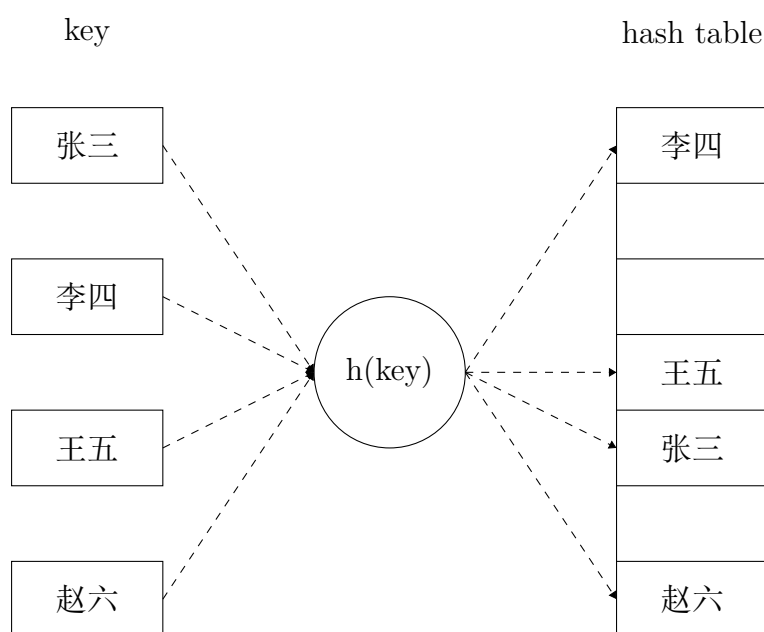 key
张三
李四
王五
赵六
h(key)
hash table
李四
王五
张三
赵六